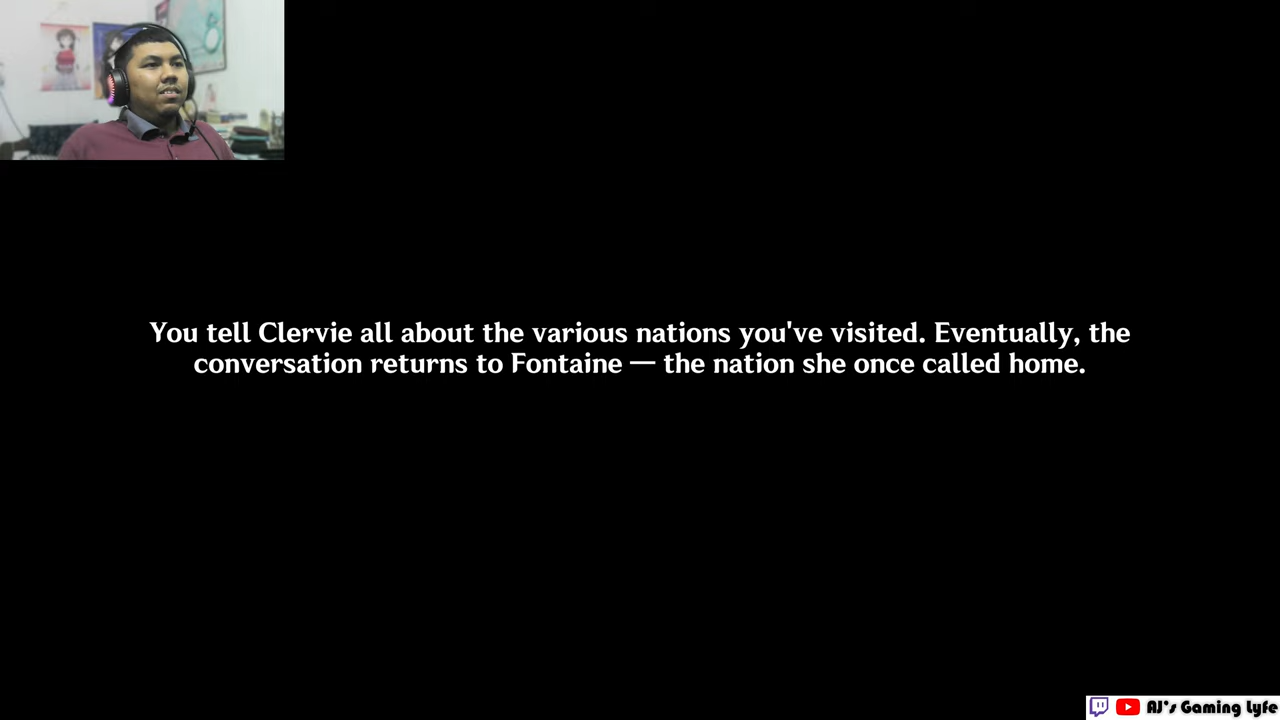 You tell Clervie all about the various nations you've visited. Eventually, the
conversation returns to Fontaine — the nation she once called home.
AJ's Gaming Lyfe